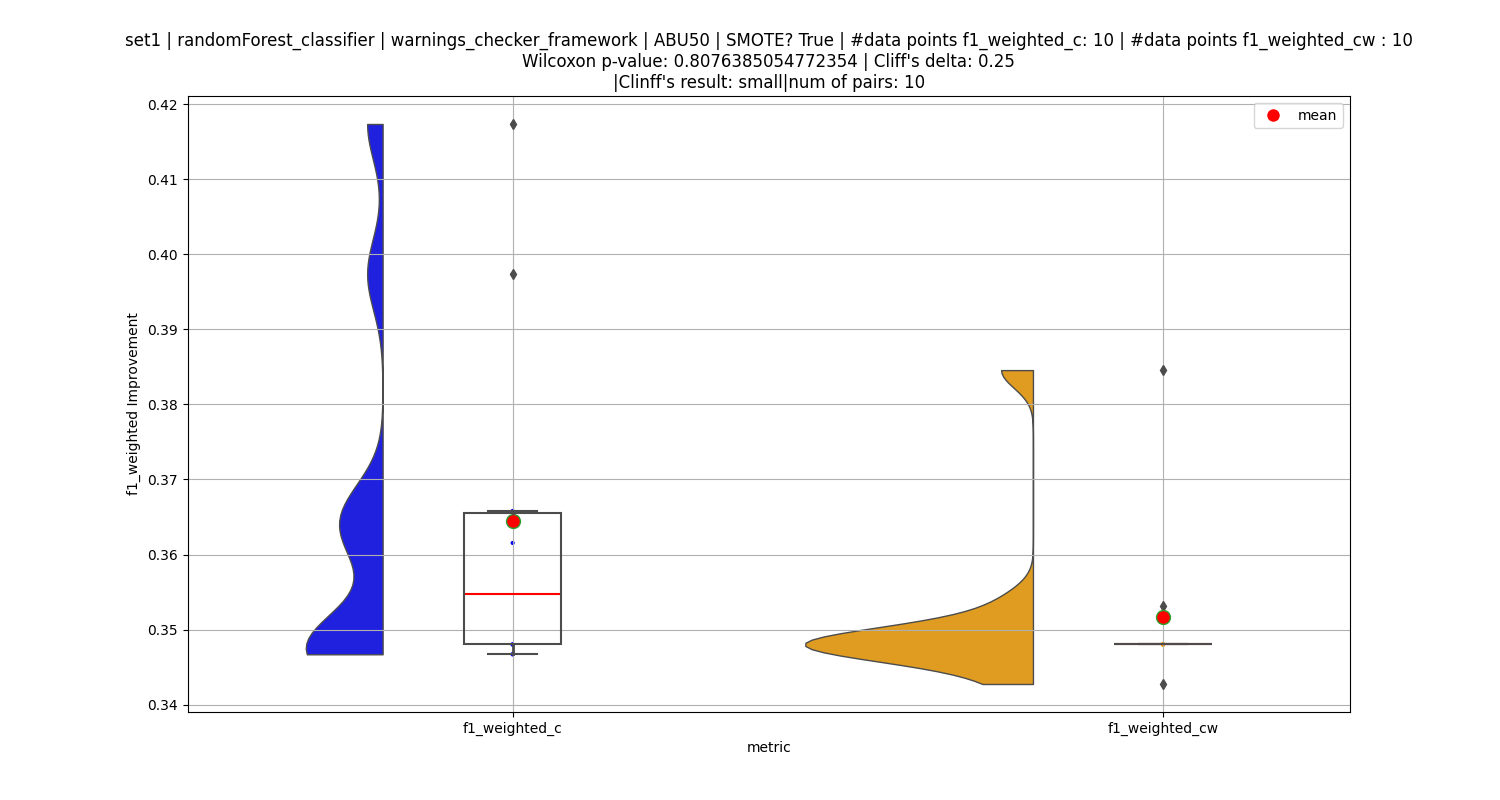 set1 | randomForest_classifier | warnings_checker_framework | ABU50 | SMOTE? True | #data points f1_weighted_c: 10 | #data points f1_weighted_cw : 10
Wilcoxon p-value: 0.8076385054772354 | Cliff's delta: 0.25
|Clinff's result: small|num of pairs: 10
mean
0.42
0.41
0.40
0.39
0.38
0.37
0.36
0.35
0.34
f1_weighted Improvement
f1_weighted_c
f1_weighted_cw
metric